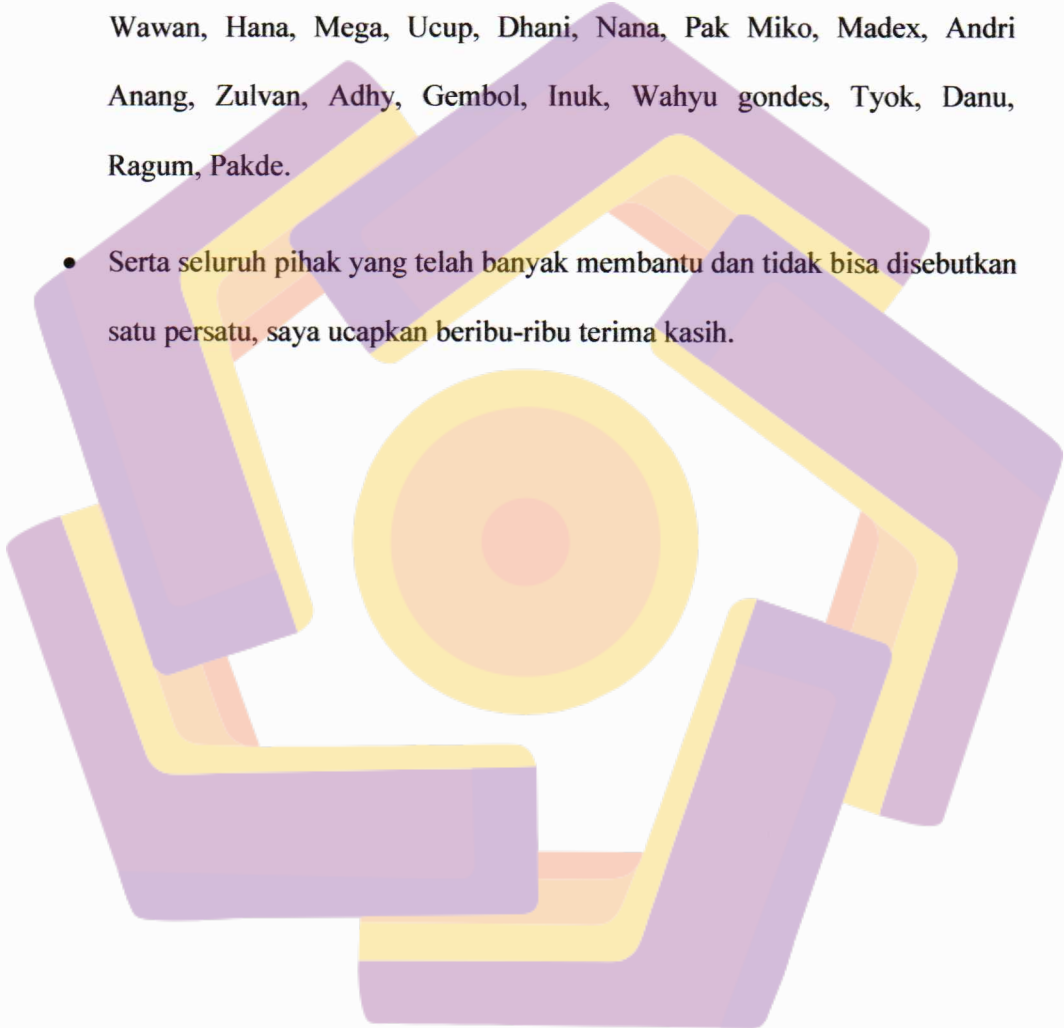 Wawan, Hana, Mega, Ucup, Dhani, Nana, Pak Miko, Madex, Andri
Anang, Zulvan, Adhy, Gembol, Inuk, Wahyu gondes, Tyok, Danu,
Ragum, Pakde.
• Serta seluruh pihak yang telah banyak membantu dan tidak bisa disebutkan
satu persatu, saya ucapkan beribu-ribu terima kasih.